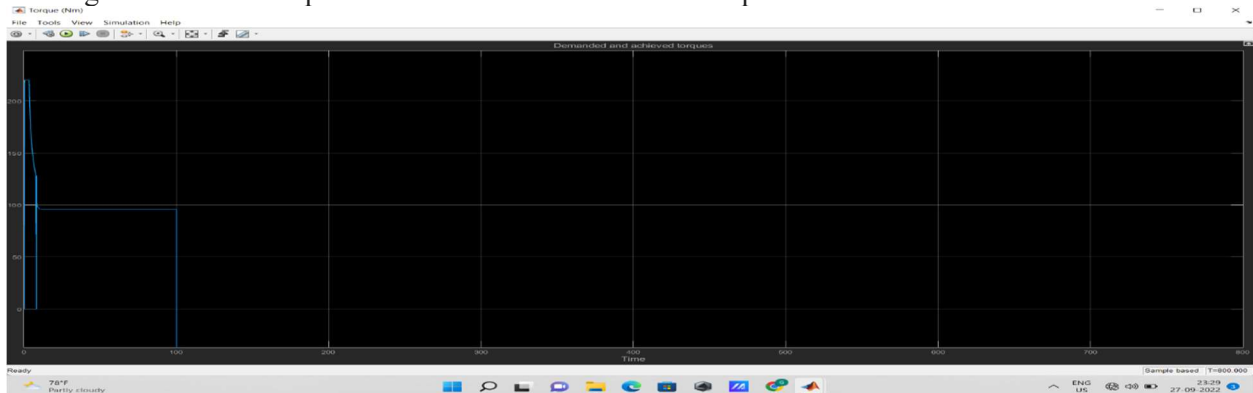 Torque (Nm)
File Tools View Simulation Help
Demanded and achieved torques
200
150
100
50
0
0 100 200 300 400 500 600 700 800
Time
Ready
Sample based T=800.000
78°F
Partly cloudy
ENG
US
23:29
27-09-2022